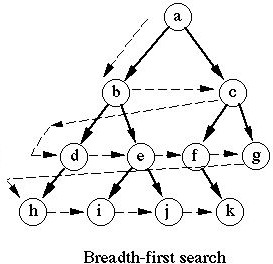 a
b c
d e f g
h i j k
Breadth-first search